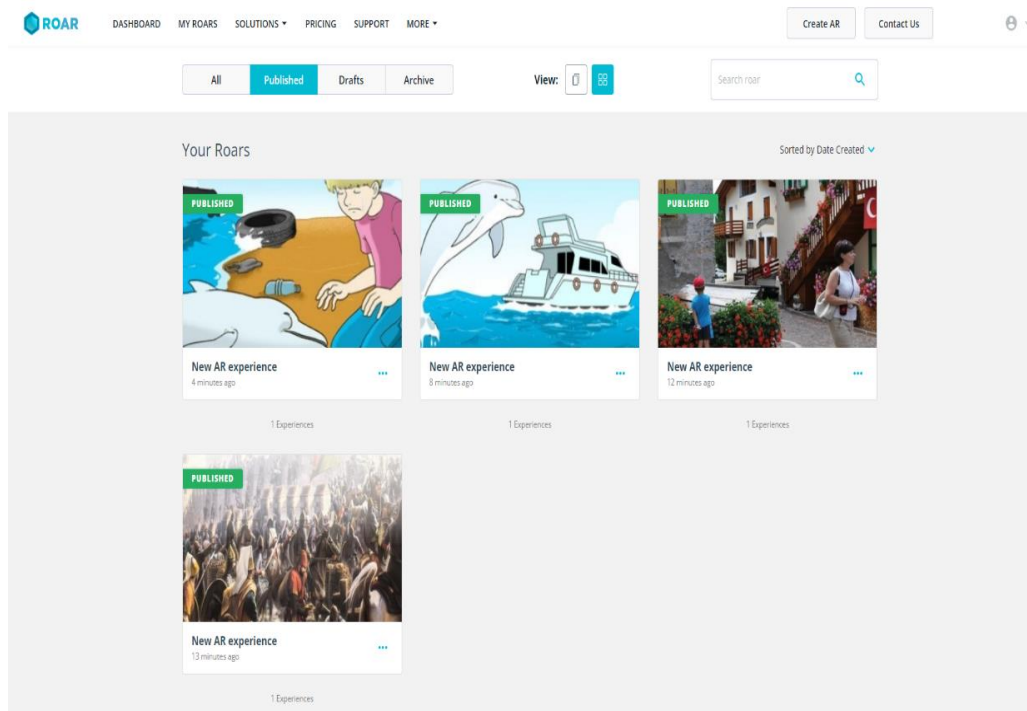 ROAR DASHBOARD MY ROARS SOLUTIONS PRICING SUPPORT MORE Create AR Contact Us
All Published Drafts Archive View: Search roar
Your Roars Sorted by Date Created
PUBLISHED PUBLISHED PUBLISHED
New AR experience New AR experience New AR experience
4 minutes ago 8 minutes ago 12 minutes ago
1 Experiences 1 Experiences 1 Experiences
PUBLISHED
New AR experience
13 minutes ago
1 Experiences